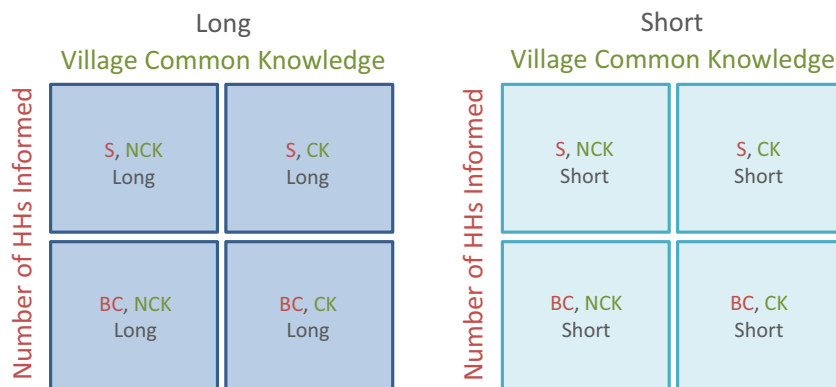 Long
Village Common Knowledge
Number of HHs Informed
S, NCK
Long
S, CK
Long
BC, NCK
Long
BC, CK
Long
Short
Village Common Knowledge
Number of HHs Informed
S, NCK
Short
S, CK
Short
BC, NCK
Short
BC, CK
Short